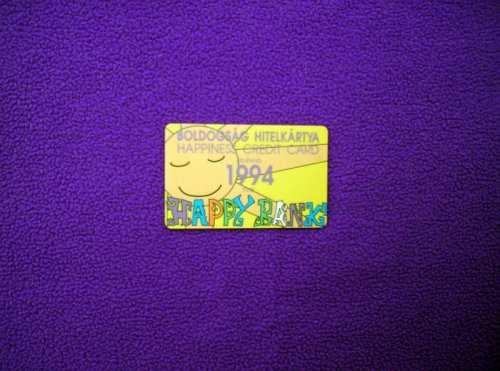 BOLDOGSÁG HITELKÁRTYA
HAPPINESS CREDIT CARD
1994
HAPPY BANK